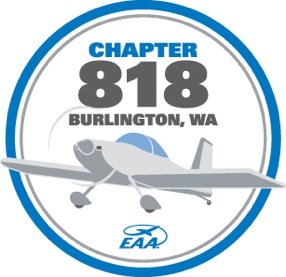 CHAPTER
818
BURLINGTON, WA
EAA